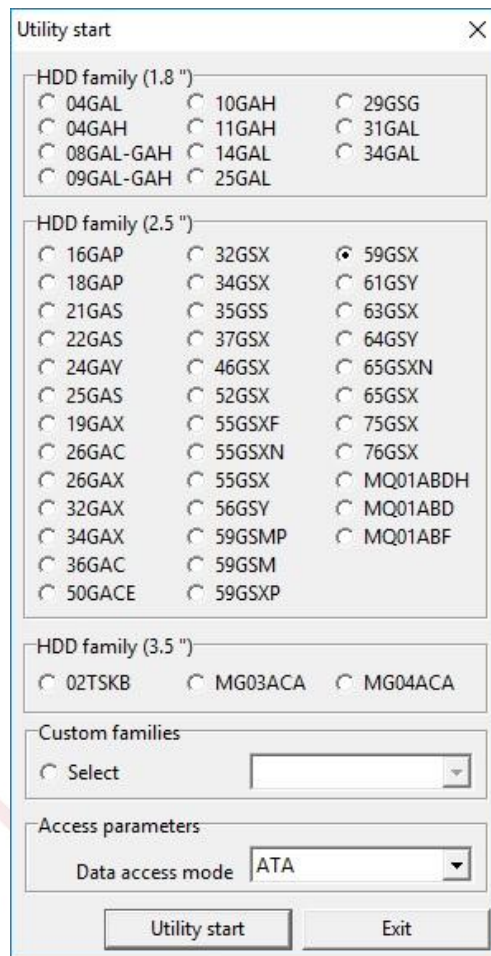 Utility start
HDD family (1.8 ")
04GAL 10GAH 29GSG
04GAH 11GAH 31GAL
08GAL-GAH 14GAL 34GAL
09GAL-GAH 25GAL
HDD family (2.5 ")
16GAP 32GSX 59GSX
18GAP 34GSX 61GSY
21GAS 35GSS 63GSX
22GAS 37GSX 64GSY
24GAY 46GSX 65GSXN
25GAS 52GSX 65GSX
19GAX 55GSXF 75GSX
26GAC 55GSXN 76GSX
26GAX 55GSX MQ01ABDH
32GAX 56GSY MQ01ABD
34GAX 59GSMP MQ01ABF
36GAC 59GSM
50GACE 59GSXP
HDD family (3.5 ")
02TSKB MG03ACA MG04ACA
Custom families
Select
Access parameters
Data access mode ATA
Utility start Exit